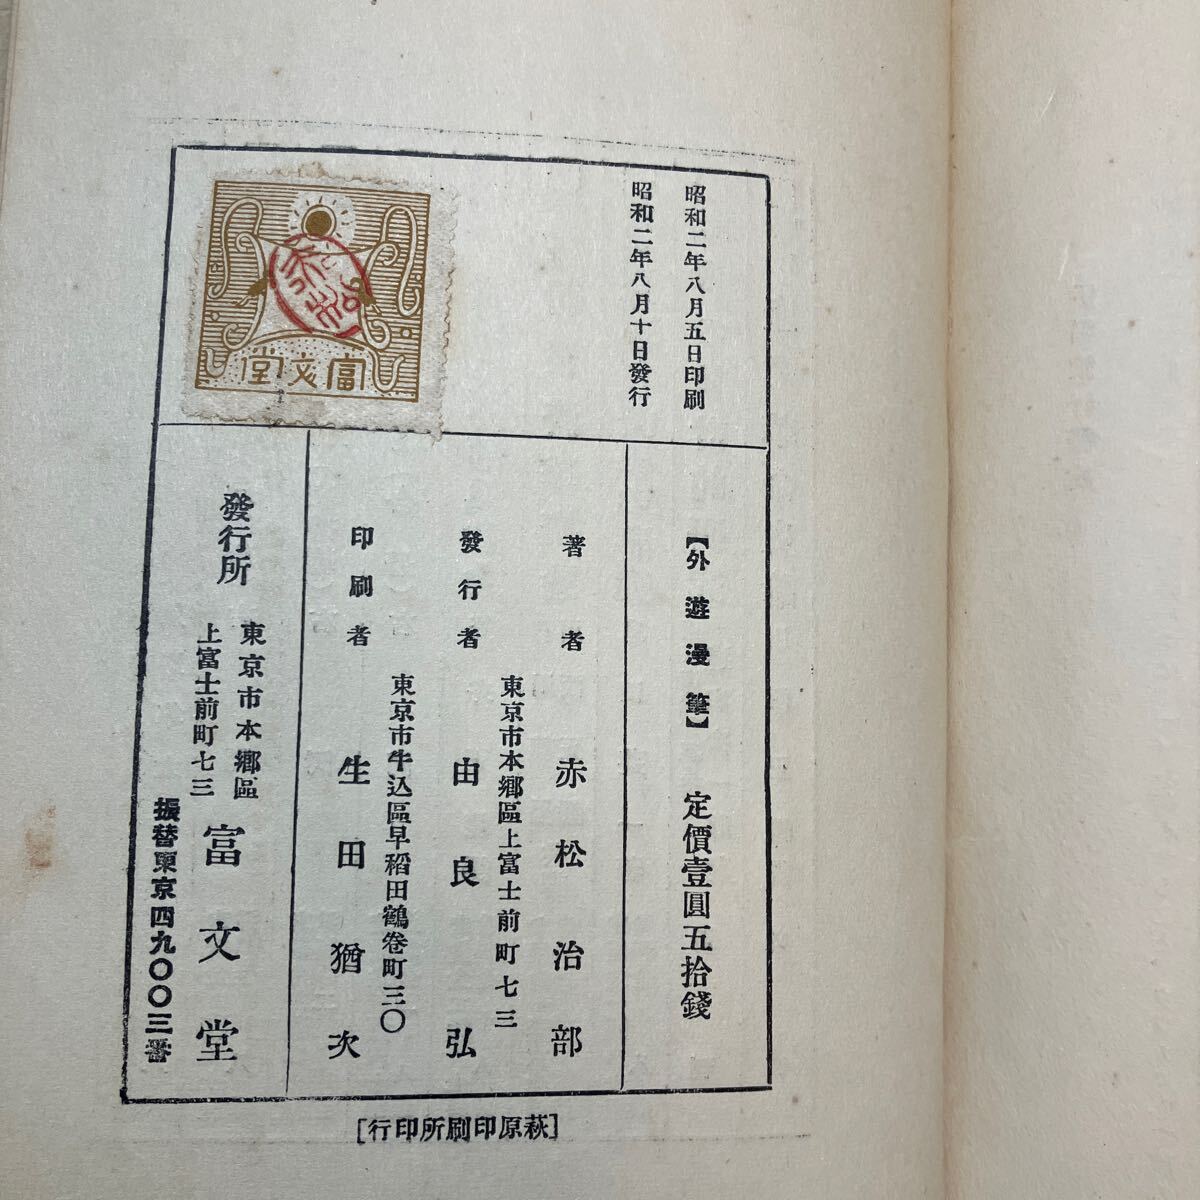 昭和二年八月五日印刷
昭和二年八月十日發行
富文堂
【外遊漫筆】 定價壹圓五拾錢
著者 赤松治部
東京市本鄉區上富士前町七三
發行者 由良弘
東京市牛込區早稻田鶴卷町三〇
印刷者 生田猶次
發行所
東京市本鄉區
上富士前町七三
富文堂
振替東京四九〇〇三番
[萩原印刷所印行]